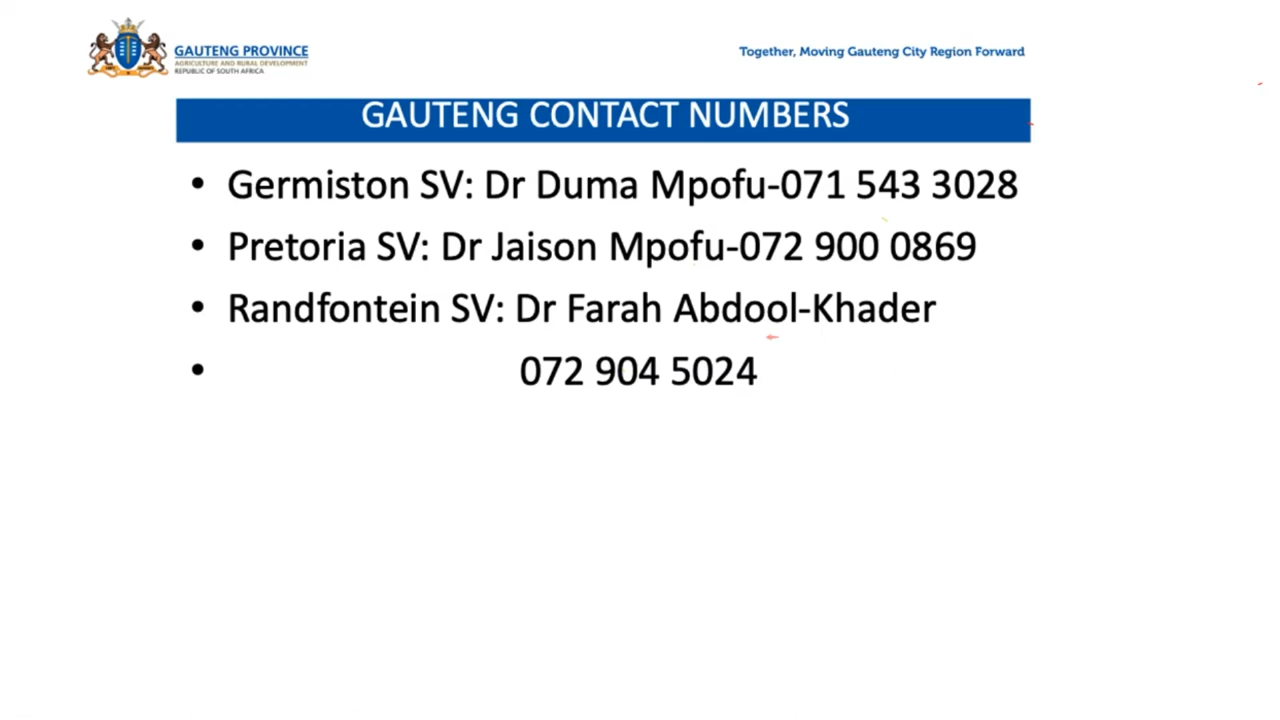 GAUTENG PROVINCE
AGRICULTURE AND RURAL DEVELOPMENT
REPUBLIC OF SOUTH AFRICA
Together, Moving Gauteng City Region Forward
GAUTENG CONTACT NUMBERS
• Germiston SV: Dr Duma Mpofu-071 543 3028
• Pretoria SV: Dr Jaison Mpofu-072 900 0869
• Randfontein SV: Dr Farah Abdool-Khader
• 072 904 5024